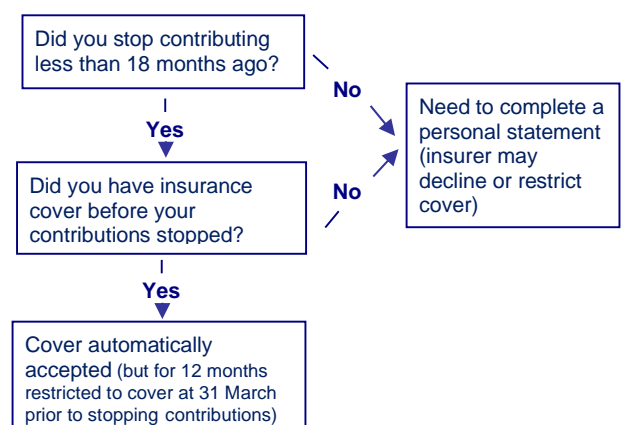 Did you stop contributing
less than 18 months ago?
No
Need to complete a
personal statement
(insurer may
decline or restrict
cover)
Yes
Did you have insurance
cover before your
contributions stopped?
No
Yes
Cover automatically
accepted (but for 12 months
restricted to cover at 31 March
prior to stopping contributions)